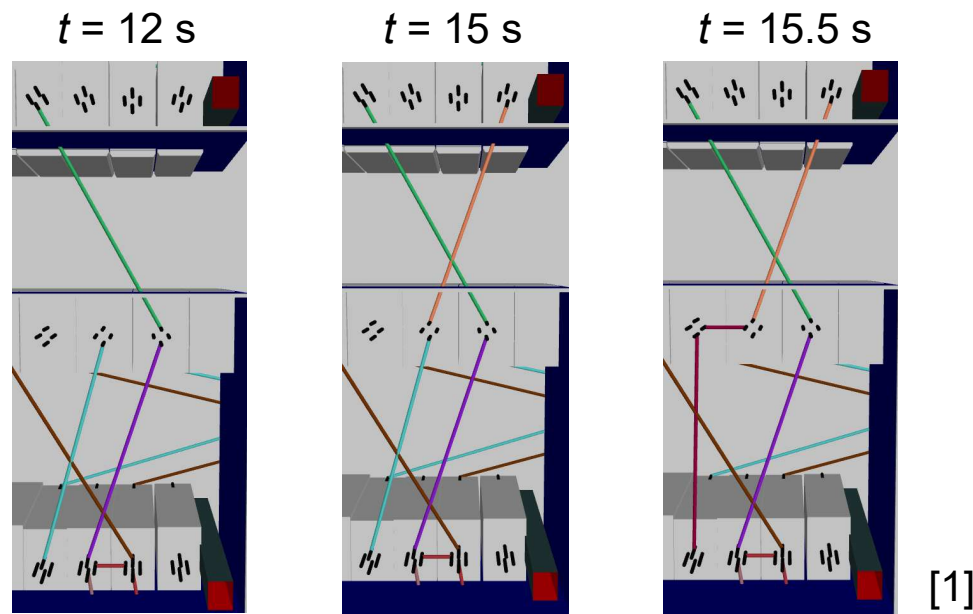 t = 12 s
t = 15 s
t = 15.5 s
[1]